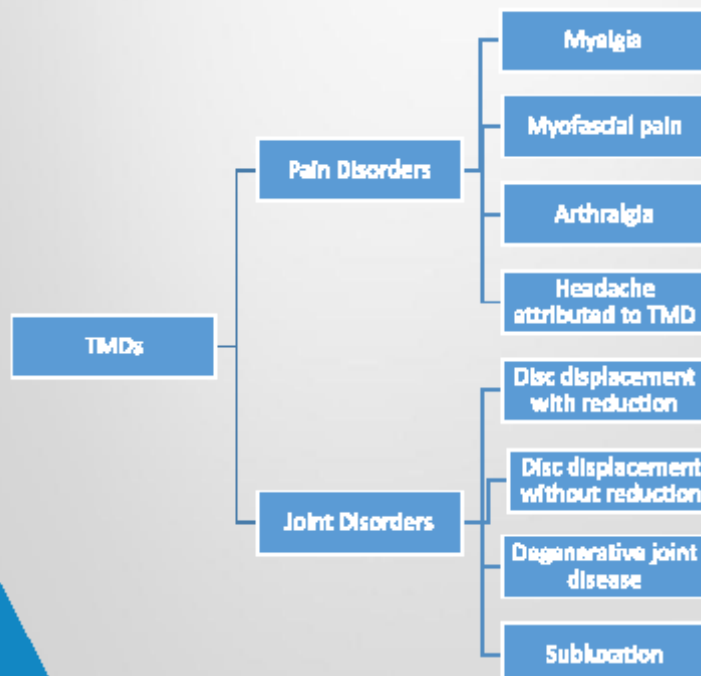 Myalgia
Myofascial pain
Pain Disorders
Arthralgia
Headache
attributed to TMD
TMDs
Disc displacement
with reduction
Disc displacement
without reduction
Joint Disorders
Degenerative joint
disease
Subluxation